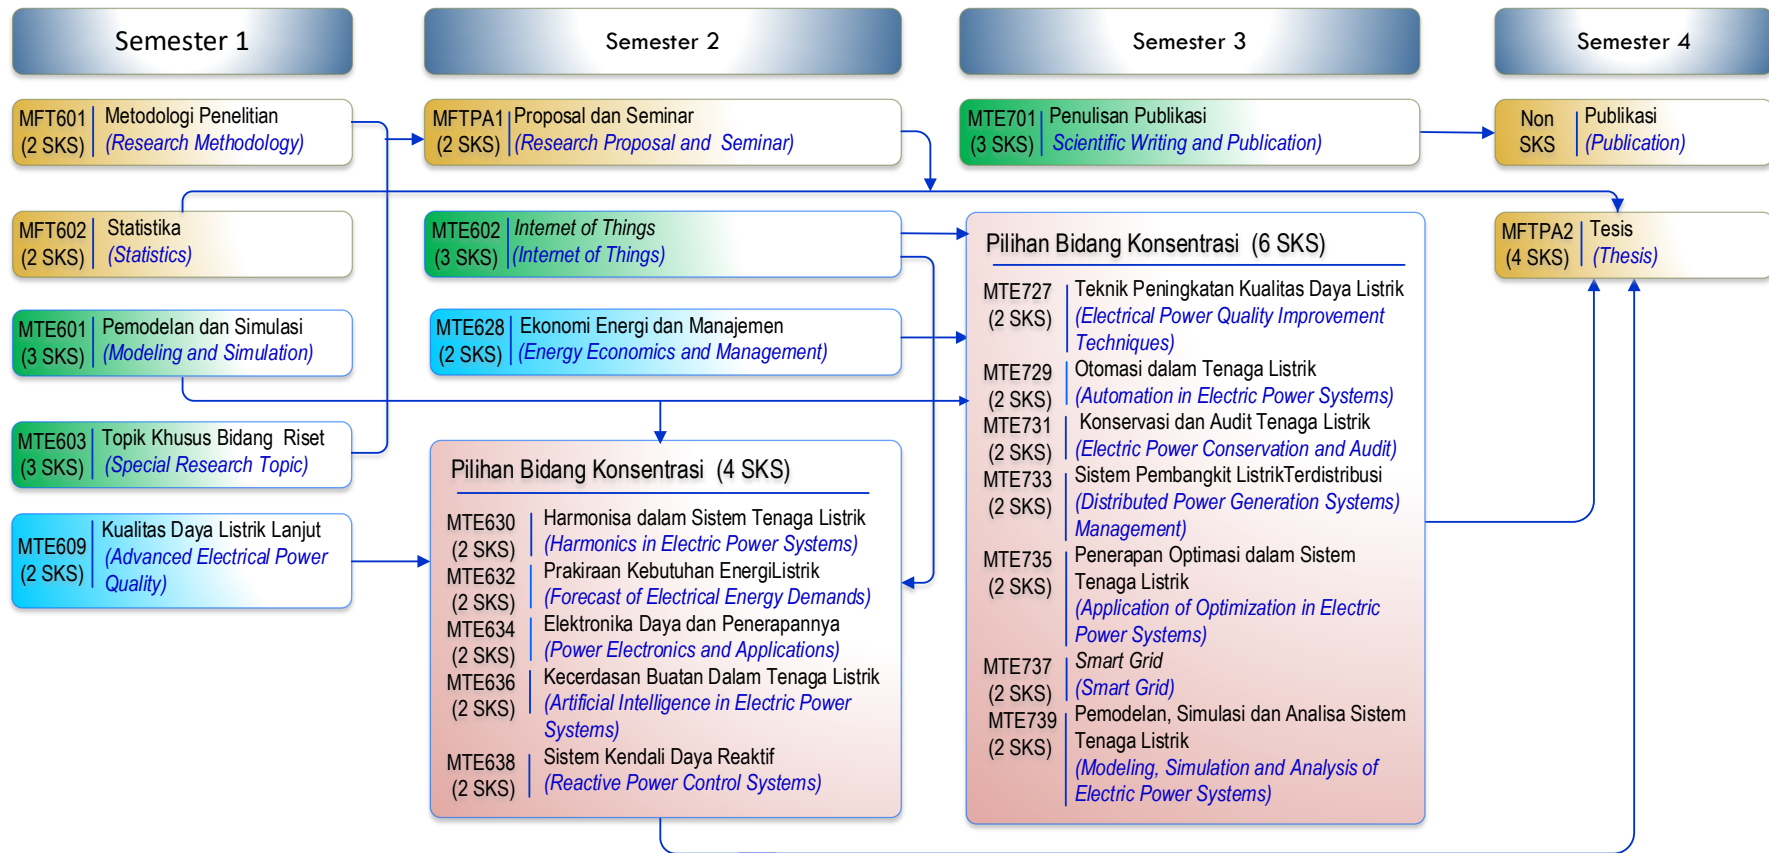 Semester 1
Semester 2
Semester 3
Semester 4
MFT601
(2 SKS)
Metodologi Penelitian
(Research Methodology)
MFTPA1
(2 SKS)
Proposal dan Seminar
(Research Proposal and Seminar)
MTE701
(3 SKS)
Penulisan Publikasi
Scientific Writing and Publication)
Non
SKS
Publikasi
(Publication)
MFT602
(2 SKS)
Statistika
(Statistics)
MTE602
(3 SKS)
Internet of Things
(Internet of Things)
MFTPA2
(4 SKS)
Tesis
(Thesis)
MTE601
(3 SKS)
Pemodelan dan Simulasi
(Modeling and Simulation)
MTE628
(2 SKS)
Ekonomi Energi dan Manajemen
(Energy Economics and Management)
MTE603
(3 SKS)
Topik Khusus Bidang Riset
(Special Research Topic)
MTE609
(2 SKS)
Kualitas Daya Listrik Lanjut
(Advanced Electrical Power
Quality)
Pilihan Bidang Konsentrasi (4 SKS)
MTE630
(2 SKS)
Harmonisa dalam Sistem Tenaga Listrik
(Harmonics in Electric Power Systems)
MTE632
(2 SKS)
Prakiraan Kebutuhan EnergiListrik
(Forecast of Electrical Energy Demands)
MTE634
(2 SKS)
Elektronika Daya dan Penerapannya
(Power Electronics and Applications)
MTE636
(2 SKS)
Kecerdasan Buatan Dalam Tenaga Listrik
(Artificial Intelligence in Electric Power
Systems)
MTE638
(2 SKS)
Sistem Kendali Daya Reaktif
(Reactive Power Control Systems)
Pilihan Bidang Konsentrasi (6 SKS)
MTE727
(2 SKS)
Teknik Peningkatan Kualitas Daya Listrik
(Electrical Power Quality Improvement
Techniques)
MTE729
(2 SKS)
Otomasi dalam Tenaga Listrik
(Automation in Electric Power Systems)
MTE731
(2 SKS)
Konservasi dan Audit Tenaga Listrik
(Electric Power Conservation and Audit)
MTE733
(2 SKS)
Sistem Pembangkit ListrikTerdistribusi
(Distributed Power Generation Systems)
Management)
MTE735
(2 SKS)
Penerapan Optimasi dalam Sistem
Tenaga Listrik
(Application of Optimization in Electric
Power Systems)
MTE737
(2 SKS)
Smart Grid
(Smart Grid)
MTE739
(2 SKS)
Pemodelan, Simulasi dan Analisa Sistem
Tenaga Listrik
(Modeling, Simulation and Analysis of
Electric Power Systems)